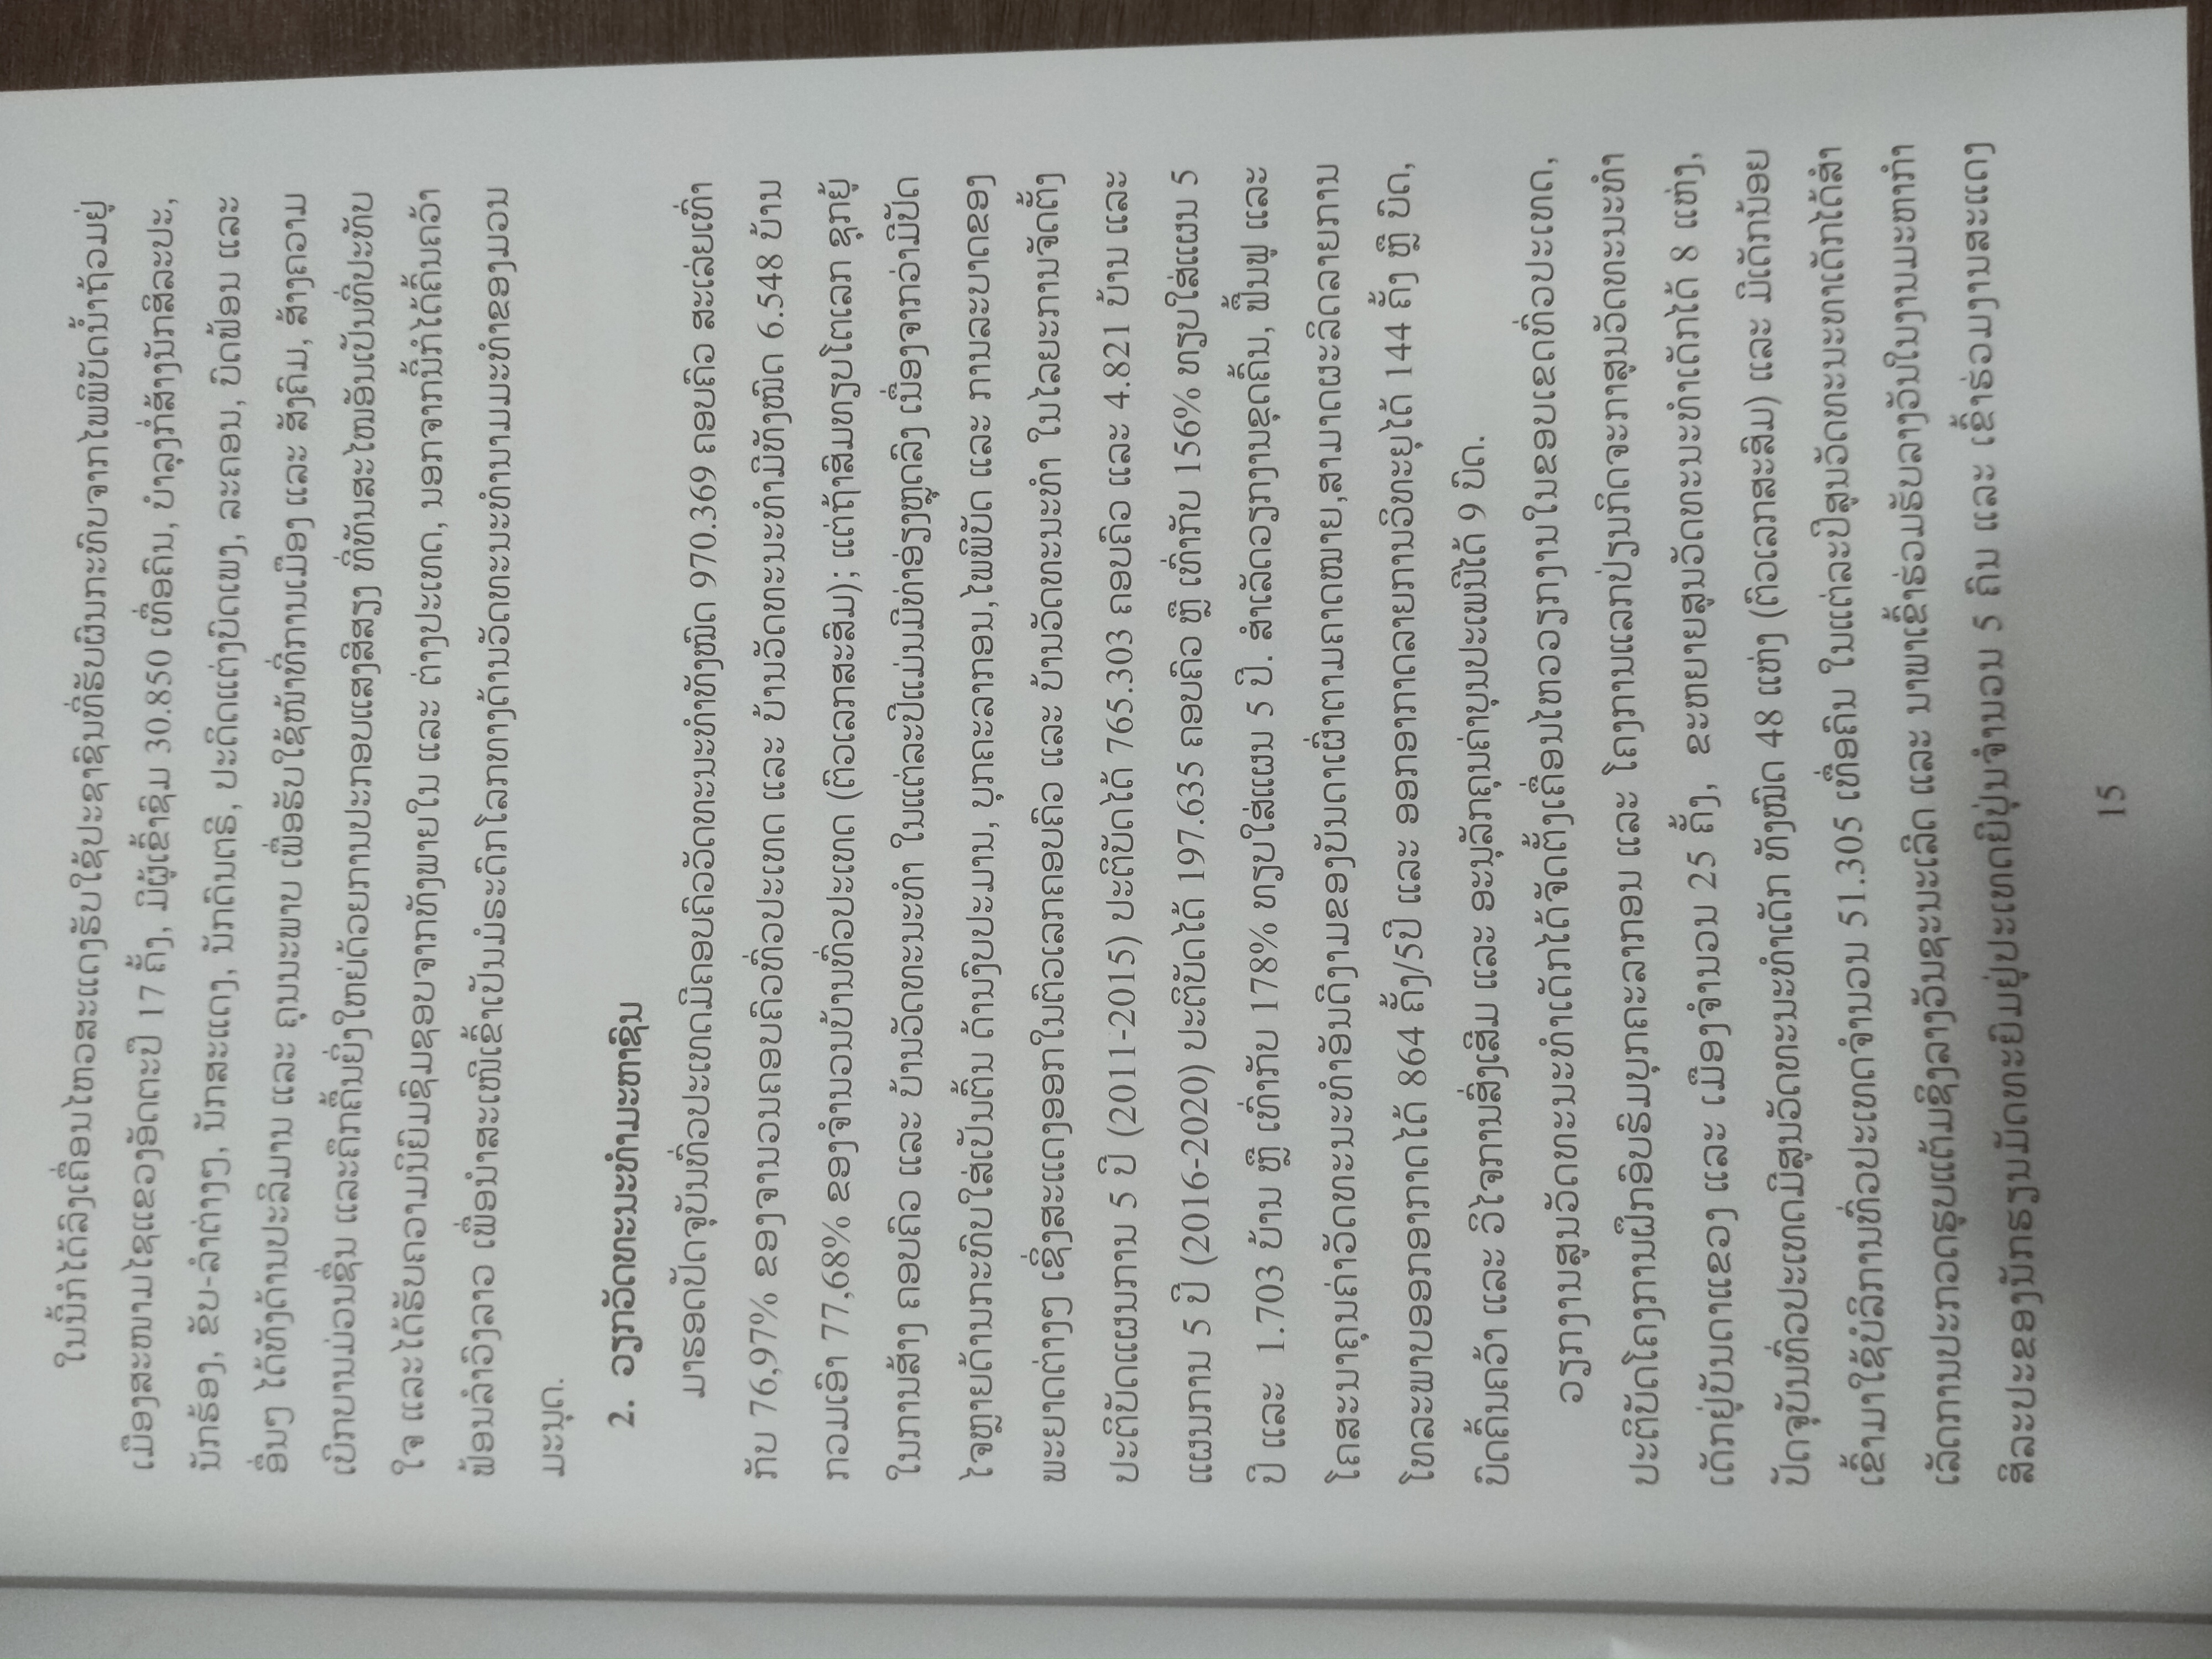 ໃນນີ້ກໍໄດ້ລົງເຄື່ອນໄຫວສະແດງຮັບໃຊ້ປະຊາຊົນທີ່ຮັບຜົນກະທົບຈາກໄພພິບັດນ້ຳຖ້ວມຢູ່
ເມືອງສະໜາມໄຊແຂວງອັດຕະປື 17 ຄັ້ງ, ມີຜູ້ເຂົ້າຊົມ 30.850 ເທື່ອຄົນ, ບຳລຸງກໍ່ສ້າງນັກສິລະປະ,
ນັກຮ້ອງ, ຂັບ-ລຳຕ່າງໆ, ນັກສະແດງ, ນັກດົນຕຣີ, ປະດິດແຕ່ງບົດເພງ, ລະຄອນ, ບົດຟ້ອນ ແລະ
ອື່ນໆ ໄດ້ທັງດ້ານປະລິມານ ແລະ ຄຸນນະພາບ ເພື່ອຮັບໃຊ້ໜ້າທີ່ການເມືອງ ແລະ ສັງຄົມ, ສ້າງຄວາມ
ເບີກບານມ່ວນຊື່ນ ແລະຄຶກຄື້ນຍິ່ງໃຫຍ່ດ້ວຍການປະກອບແສງສີສຽງ ທີ່ທັນສະໄໝອັນເປັນທີ່ປະທັບ
ໃຈ ແລະໄດ້ຮັບຄວາມນິຍົມຊົມຊອບຈາກທັງພາຍໃນ ແລະ ຕ່າງປະເທດ, ນອກຈາກນີ້ກໍໄດ້ຄົ້ນຄວ້າ
ຟ້ອນລຳວົງລາວ ເພື່ອນຳສະເໜີເຂົ້າເປັນມໍຣະດົກໂລກທາງດ້ານວັດທະນະທຳນາມມະທຳຂອງມວນ
ມະນຸດ.
2. ວຽກວັດທະນະທຳມະຫາຊົນ
ມາຮອດປັດຈຸບັນທົ່ວປະເທດມີຄອບຄົວວັດທະນະທຳທັງໝົດ 970.369 ຄອບຄົວ ສະເລ່ຍເທົ່າ
ກັບ 76,97% ຂອງຈຳນວນຄອບຄົວທົ່ວປະເທດ ແລະ ບ້ານວັດທະນະທຳມີທັງໝົດ 6.548 ບ້ານ
ກວມເອົາ 77,68% ຂອງຈຳນວນບ້ານທົ່ວປະເທດ (ຕົວເລກສະສົມ); ແຕ່ຖ້າສົມທຽບໂຕເລກ ຊຸກຍູ້
ໃນການສ້າງ ຄອບຄົວ ແລະ ບ້ານວັດທະນະທຳ ໃນແຕ່ລະປີແມ່ນມີທ່າອ່ຽງຫຼຸດລົງ ເນື່ອງຈາກວ່າມີປັດ
ໄຈຫຼາຍດ້ານກະທົບໃສ່ເປັນຕົ້ນ ດ້ານງົບປະມານ, ບຸກຄະລາກອນ,ໄພພິບັດ ແລະ ການລະບາດຂອງ
ພະຍາດຕ່າງໆ ເຊິ່ງສະແດງອອກໃນຕົວເລກຄອບຄົວ ແລະ ບ້ານວັດທະນະທຳ ໃນໄລຍະການຈັດຕັ້ງ
ປະຕິບັດແຜນການ 5 ປີ (2011-2015) ປະຕິບັດໄດ້ 765.303 ຄອບຄົວ ແລະ 4.821 ບ້ານ ແລະ
ແຜນການ 5 ປີ (2016-2020) ປະຕິບັດໄດ້ 197.635 ຄອບຄົວ ຫຼື ເທົ່າກັບ 156% ທຽບໃສ່ແຜນ 5
ປີ ແລະ 1.703 ບ້ານ ຫຼື ເທົ່າກັບ 178% ທຽບໃສ່ແຜນ 5 ປີ. ສຳລັດວຽກງານຂຸດຄົ້ນ, ຟື້ນຟູ ແລະ
ໂຄສະນາຄຸນຄ່າວັດທະນະທຳອັນດີງາມຂອງບັນດາເຜົ່າຕາມຄາດໝາຍ,ສາມາດຜະລິດລາຍການ
ໂທລະພາບອອກອາກາດໄດ້ 864 ຄັ້ງ/5ປີ ແລະ ອອກອາກາດລາຍການວິທະຍຸໄດ້ 144 ຄັ້ງ ຫຼື ບົດ,
ບົດຄົ້ນຄວ້າ ແລະ ວິໄຈການສົ່ງເສີມ ແລະ ອະນຸລັກຄຸນຄ່າບຸນປະເພນີໄດ້ 9 ບົດ.
ວຽກງານສູນວັດທະນະທຳເດັກໄດ້ຈັດຕັ້ງເຄື່ອນໄຫວວຽກງານໃນຂອບເຂດທົ່ວປະເທດ,
ປະຕິບັດໂຄງການຝຶກອົບຮົມບຸກຄະລາກອນ ແລະ ໂຄງການແລກປ່ຽນກິດຈະກາສູນວັດທະນະທຳ
ເດັກຢູ່ບັນດາແຂວງ ແລະ ເມືອງຈຳນວນ 25 ຄັ້ງ, ຂະຫຍາຍສູນວັດທະນະທຳເດັກໄດ້ 8 ແຫ່ງ,
ປັດຈຸບັນທົ່ວປະເທດມີສູນວັດທະນະທຳເດັກ ທັງໝົດ 48 ແຫ່ງ (ຕົວເລກສະສົມ) ແລະ ມີເດັກນ້ອຍ
ເຂົ້າມາໃຊ້ບໍລິການທົ່ວປະເທດຈຳນວນ 51.305 ເທື່ອຄົນ ໃນແຕ່ລະປີສູນວັດທະນະທາເດັກໄດ້ສຳ
ເລັດການປະກວດຮູບແຕ້ມຊິງລາງວັນຊະນະເລີດ ແລະ ນາພາເຂົ້າຮ່ວມຮັບລາງວັນໃນງານມະຫາກຳ
ສິລະປະຂອງນັກຮຽນມັດທະຍົມຢູ່ປະເທດຍີ່ປຸ່ນຈຳນວນ 5 ຄົນ ແລະ ເຂົ້າຮ່ວມງານສະແດງ
15